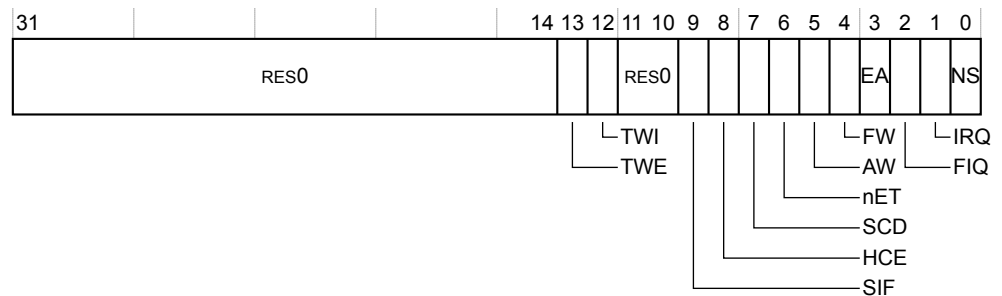 31 14 13 12 11 10 9 8 7 6 5 4 3 2 1 0
RES0 RES0 EA NS
TWI FW IRQ
TWE AW FIQ
nET
SCD
HCE
SIF